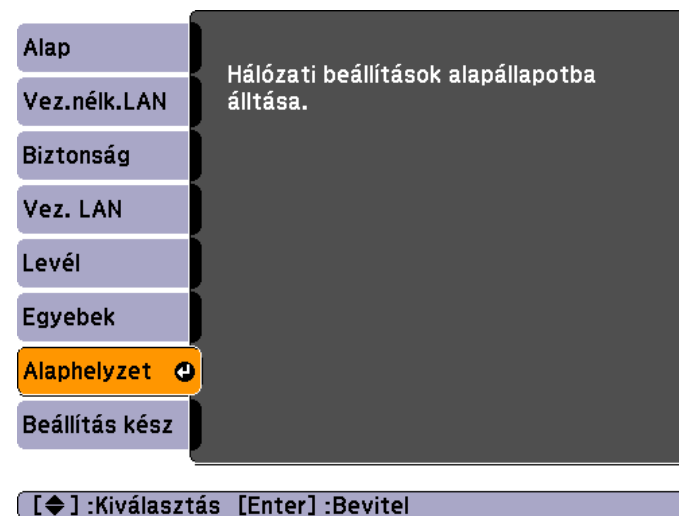 Alap
Vez.nélk.LAN
Biztonság
Vez. LAN
Levél
Egyebek
Alaphelyzet
Beállítás kész
Hálózati beállítások alapállapotba
álltása.
[◆] :Kiválasztás [Enter] :Bevitel